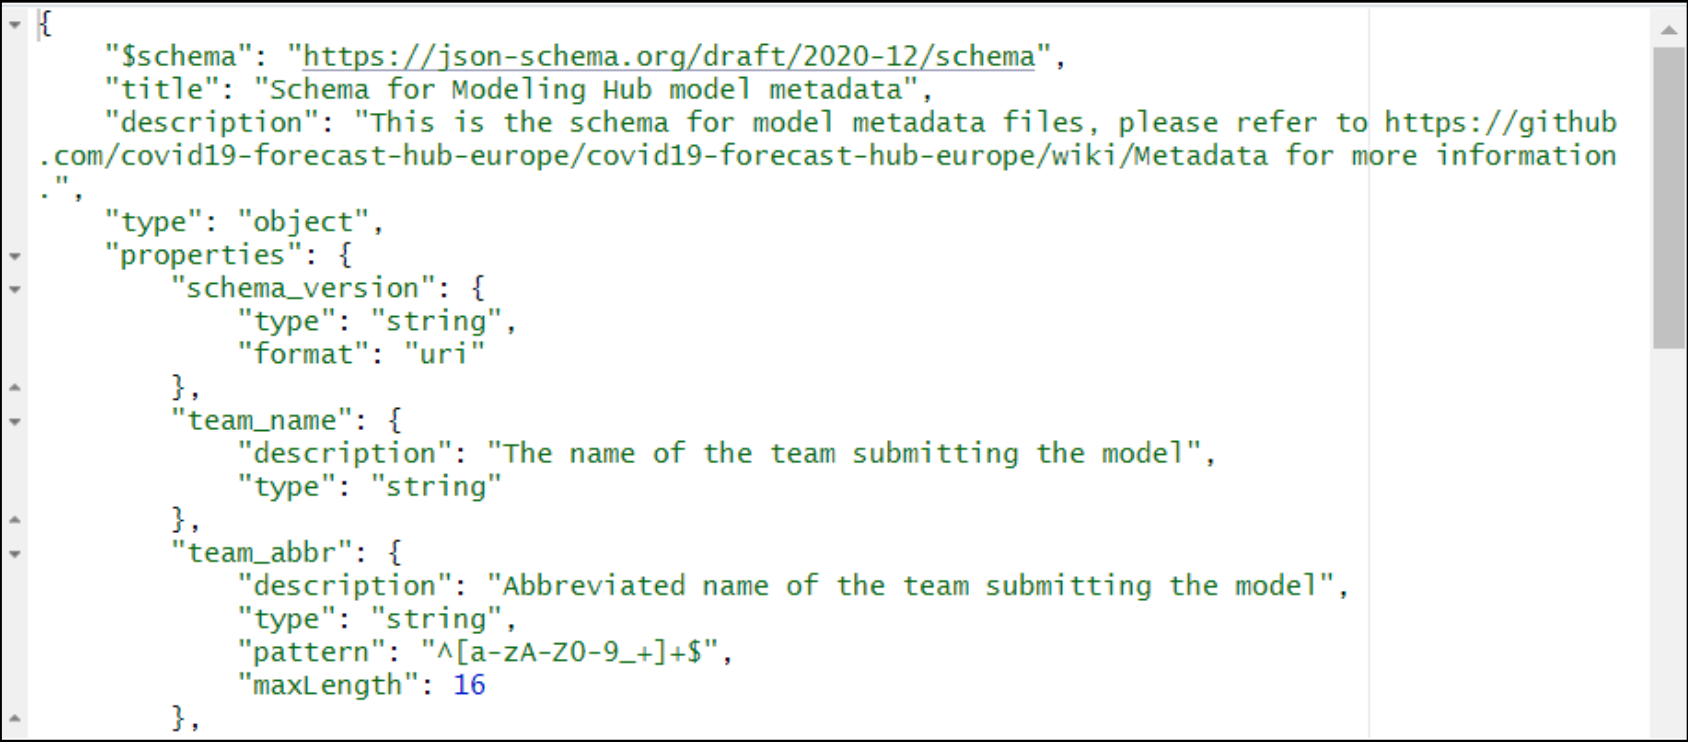 {
    "$schema": "https://json-schema.org/draft/2020-12/schema",
    "title": "Schema for Modeling Hub model metadata",
    "description": "This is the schema for model metadata files, please refer to https://github
.com/covid19-forecast-hub-europe/covid19-forecast-hub-europe/wiki/Metadata for more information
.",
    "type": "object",
    "properties": {
        "schema_version": {
            "type": "string",
            "format": "uri"
        },
        "team_name": {
            "description": "The name of the team submitting the model",
            "type": "string"
        },
        "team_abbr": {
            "description": "Abbreviated name of the team submitting the model",
            "type": "string",
            "pattern": "^[a-zA-Z0-9_+]+$",
            "maxLength": 16
        },